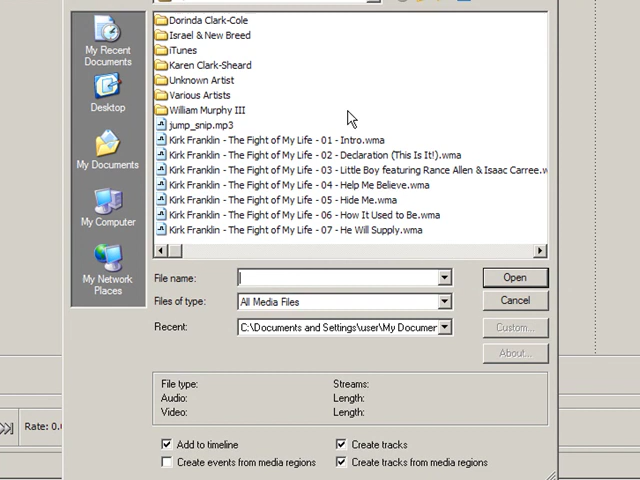 Dorinda Clark-Cole
Israel & New Breed
iTunes
Karen Clark-Sheard
Unknown Artist
Various Artists
William Murphy III
jump_snip.mp3
Kirk Franklin - The Fight of My Life - 01 - Intro.wma
Kirk Franklin - The Fight of My Life - 02 - Declaration (This Is It!).wma
Kirk Franklin - The Fight of My Life - 03 - Little Boy featuring Rance Allen & Isaac Carree.w
Kirk Franklin - The Fight of My Life - 04 - Help Me Believe.wma
Kirk Franklin - The Fight of My Life - 05 - Hide Me.wma
Kirk Franklin - The Fight of My Life - 06 - How It Used to Be.wma
Kirk Franklin - The Fight of My Life - 07 - He Will Supply.wma
My Recent
Documents
Desktop
My Documents
My Computer
My Network
Places
File name:
Open
Files of type: All Media Files
Cancel
Recent: C:\Documents and Settings\user\My Documer
Custom...
About...
File type: Streams:
Audio: Length:
Video: Length:
Rate: 0.
Add to timeline Create tracks
Create events from media regions Create tracks from media regions